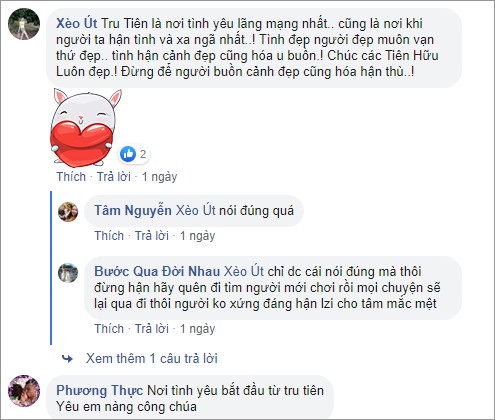 Xèo Út Tru Tiên là nơi tình yêu lãng mạng nhất.. cũng là nơi khi
người ta hận tình và xa ngã nhất..! Tình đẹp người đẹp muôn vạn
thứ đẹp.. tình hận cảnh đẹp cũng hóa u buồn.! Chúc các Tiên Hữu
Luôn đẹp.! Đừng để người buồn cảnh đẹp cũng hóa hận thù..!
2
Thích · Trả lời · 1 ngày
Tâm Nguyễn Xèo Út nói đúng quá
Thích · Trả lời · 1 ngày
Bước Qua Đời Nhau Xèo Út chỉ dc cái nói đúng mà thôi
đừng hận hãy quên đi tìm người mới chơi rồi mọi chuyện sẽ
lại qua đi thôi người ko xứng đáng hận lzi cho tâm mắc mệt
Thích · Trả lời · 1 ngày
Xem thêm 1 câu trả lời
Phương Thực Nơi tình yêu bắt đầu từ tru tiên
Yêu em nàng công chúa